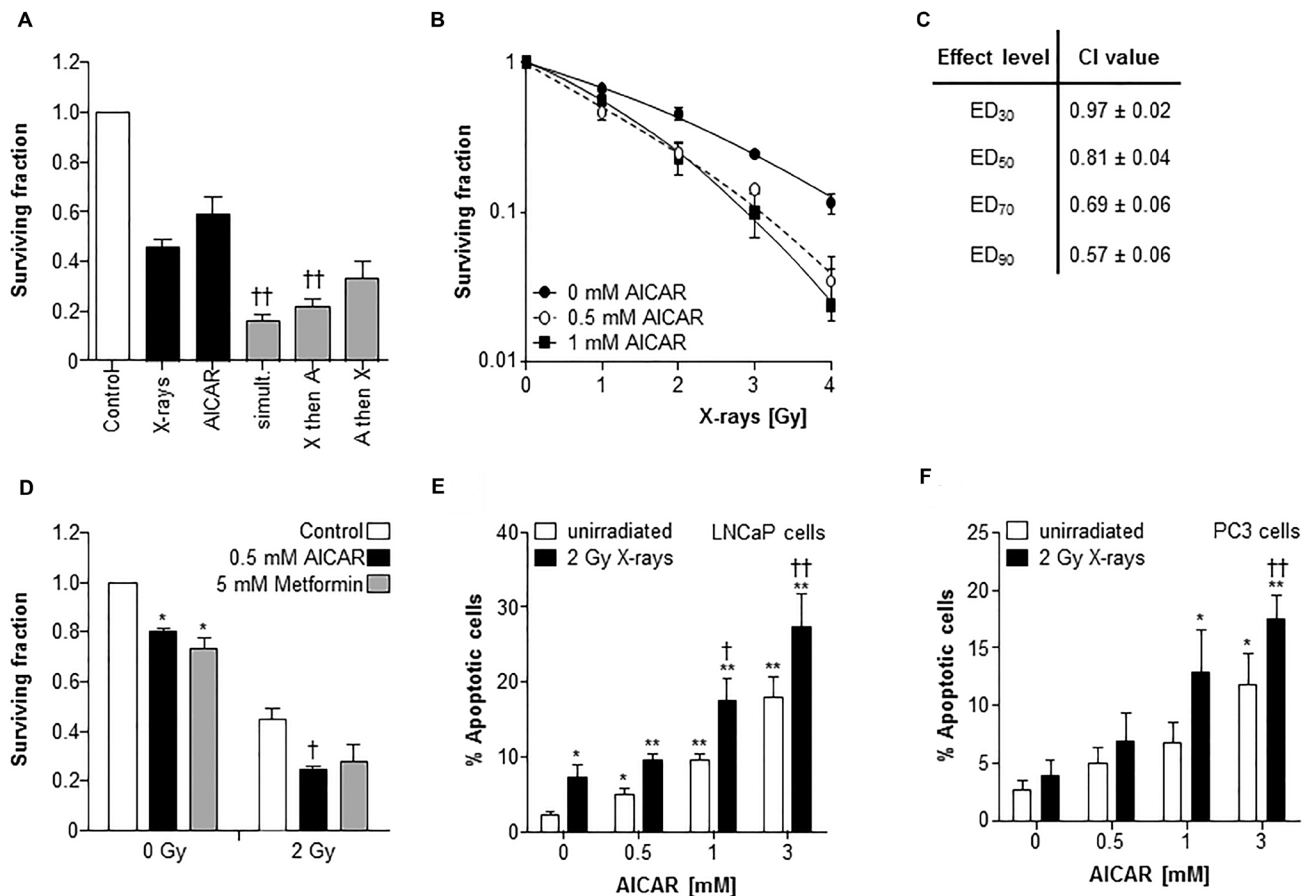 A
1.2
1.0
0.8
0.6
0.4
0.2
0
Surviving fraction
††
††
Control
X-rays
AICAR
simult.
X then A
A then X
B
1
0.1
0.01
Surviving fraction
0 mM AICAR
0.5 mM AICAR
1 mM AICAR
0 1 2 3 4
X-rays [Gy]
C
Effect level CI value
ED30 0.97 ± 0.02
ED50 0.81 ± 0.04
ED70 0.69 ± 0.06
ED90 0.57 ± 0.06
D
1.2
1.0
0.8
0.6
0.4
0.2
0
Surviving fraction
Control
0.5 mM AICAR
5 mM Metformin
* *
†
0 Gy 2 Gy
E
40
30
20
10
0
% Apoptotic cells
unirradiated
2 Gy X-rays
LNCaP cells
*
*
**
**
†
**
**
††
**
0 0.5 1 3
AICAR [mM]
F
25
20
15
10
5
0
% Apoptotic cells
unirradiated
2 Gy X-rays
PC3 cells
*
*
††
**
0 0.5 1 3
AICAR [mM]